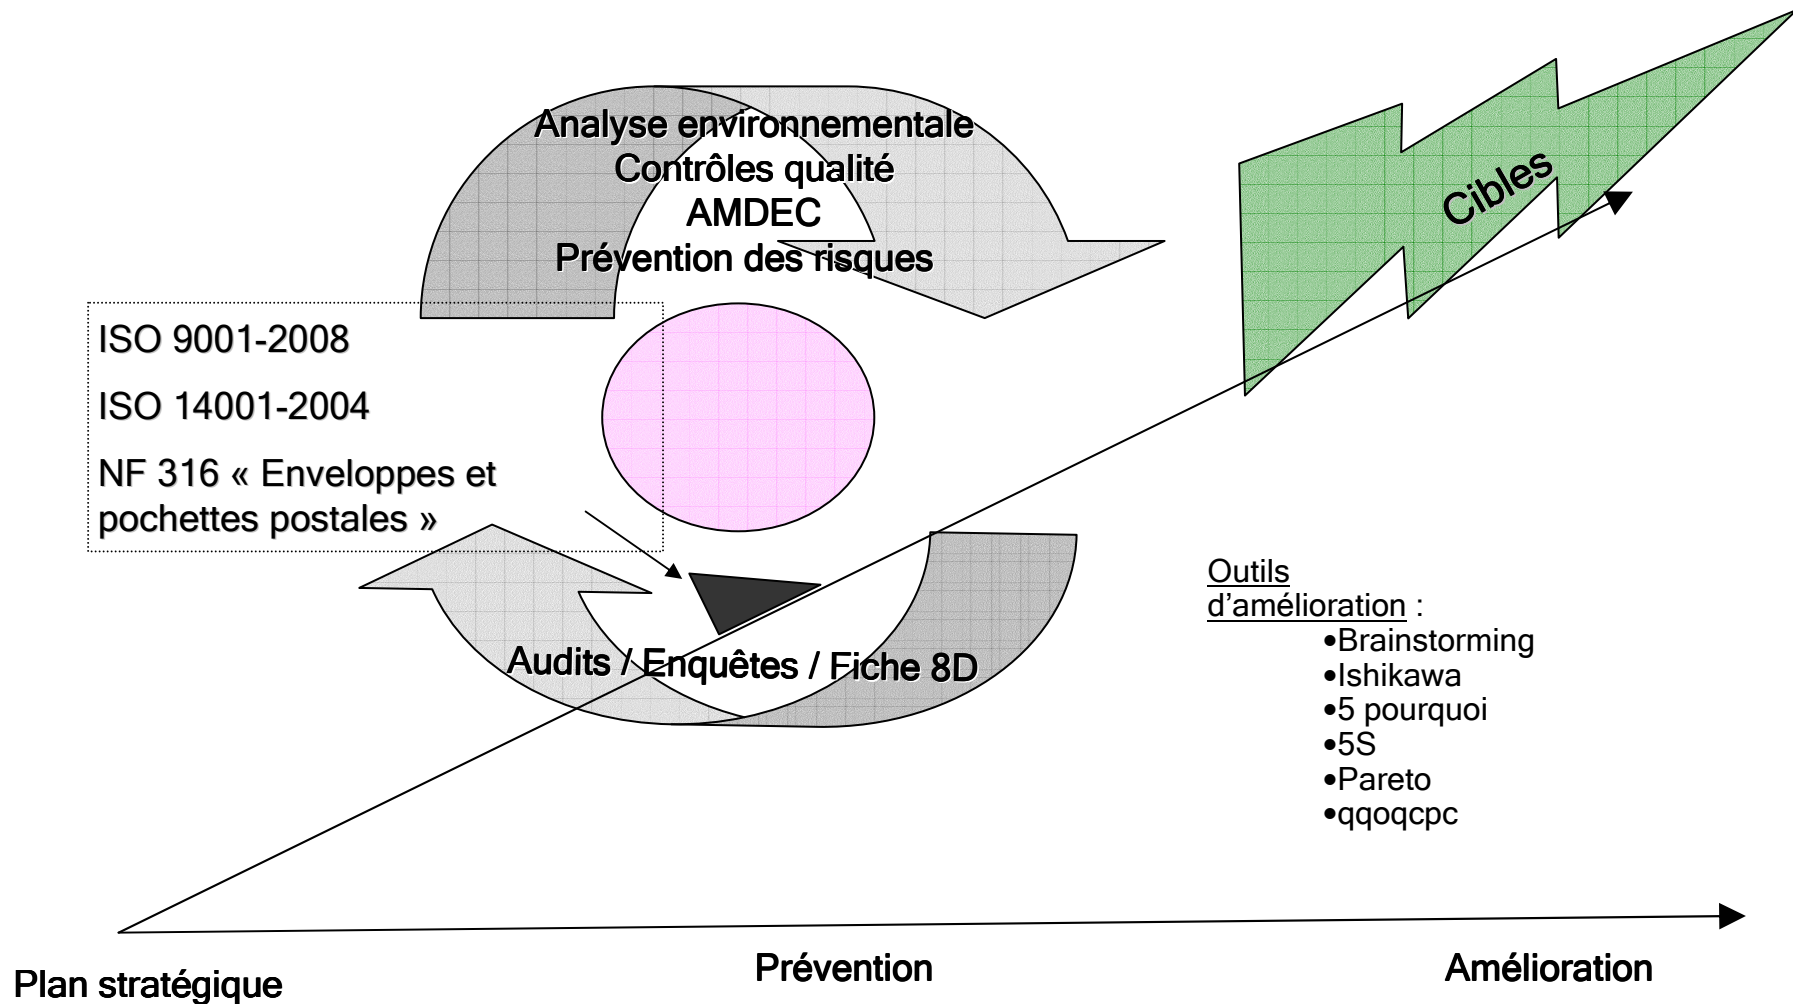 Analyse environnementale
Contrôles qualité
AMDEC
Prévention des risques
Cibles
ISO 9001-2008
ISO 14001-2004
NF 316 « Enveloppes et
pochettes postales »
Audits / Enquêtes / Fiche 8D
Outils
d'amélioration :
•Brainstorming
•Ishikawa
•5 pourquoi
•5S
•Pareto
•qqoqcpc
Plan stratégique
Prévention
Amélioration